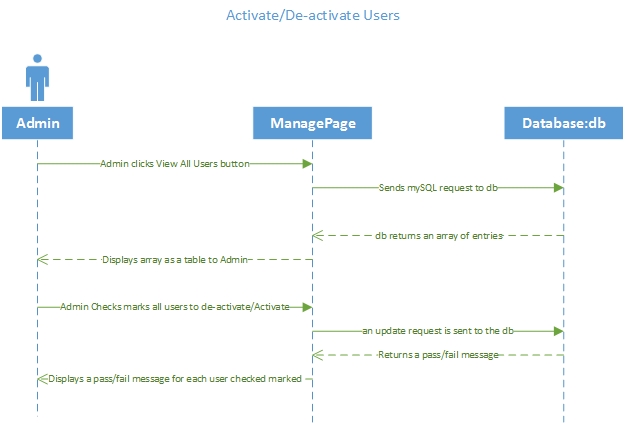 Activate/De-activate Users
Admin
ManagePage
Database:db
Admin clicks View All Users button
Sends mySQL request to db
db returns an array of entries
Displays array as a table to Admin
Admin Checks marks all users to de-activate/Activate
an update request is sent to the db
Returns a pass/fail message
Displays a pass/fail message for each user checked marked